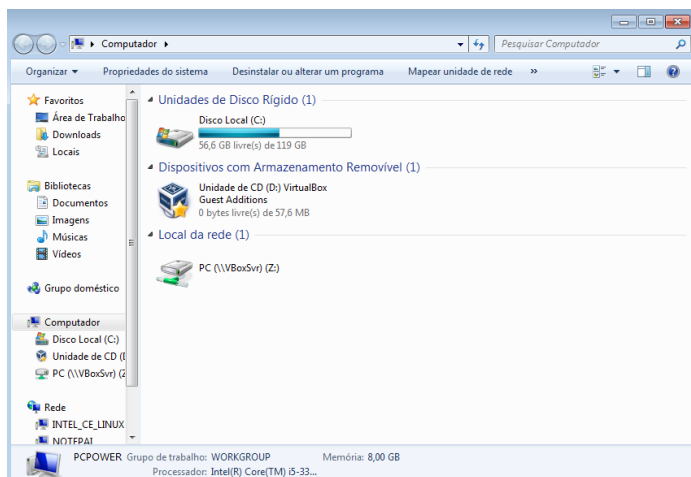 Computador
Pesquisar Computador
Organizar Propriedades do sistema Desinstalar ou alterar um programa Mapear unidade de rede »
Favoritos
Área de Trabalho
Downloads
Locais
Bibliotecas
Documentos
Imagens
Músicas
Vídeos
Grupo doméstico
Computador
Disco Local (C:)
Unidade de CD (
PC (\\VBoxSvr) (Z
Rede
INTEL_CE_LINUX
NOTEPAI
Unidades de Disco Rígido (1)
Disco Local (C:)
56,6 GB livre(s) de 119 GB
Dispositivos com Armazenamento Removível (1)
Unidade de CD (D:) VirtualBox
Guest Additions
0 bytes livre(s) de 57,6 MB
Local da rede (1)
PC (\\VBoxSvr) (Z:)
PCPOWER Grupo de trabalho: WORKGROUP Memória: 8,00 GB
Processador: Intel(R) Core(TM) i5-33...